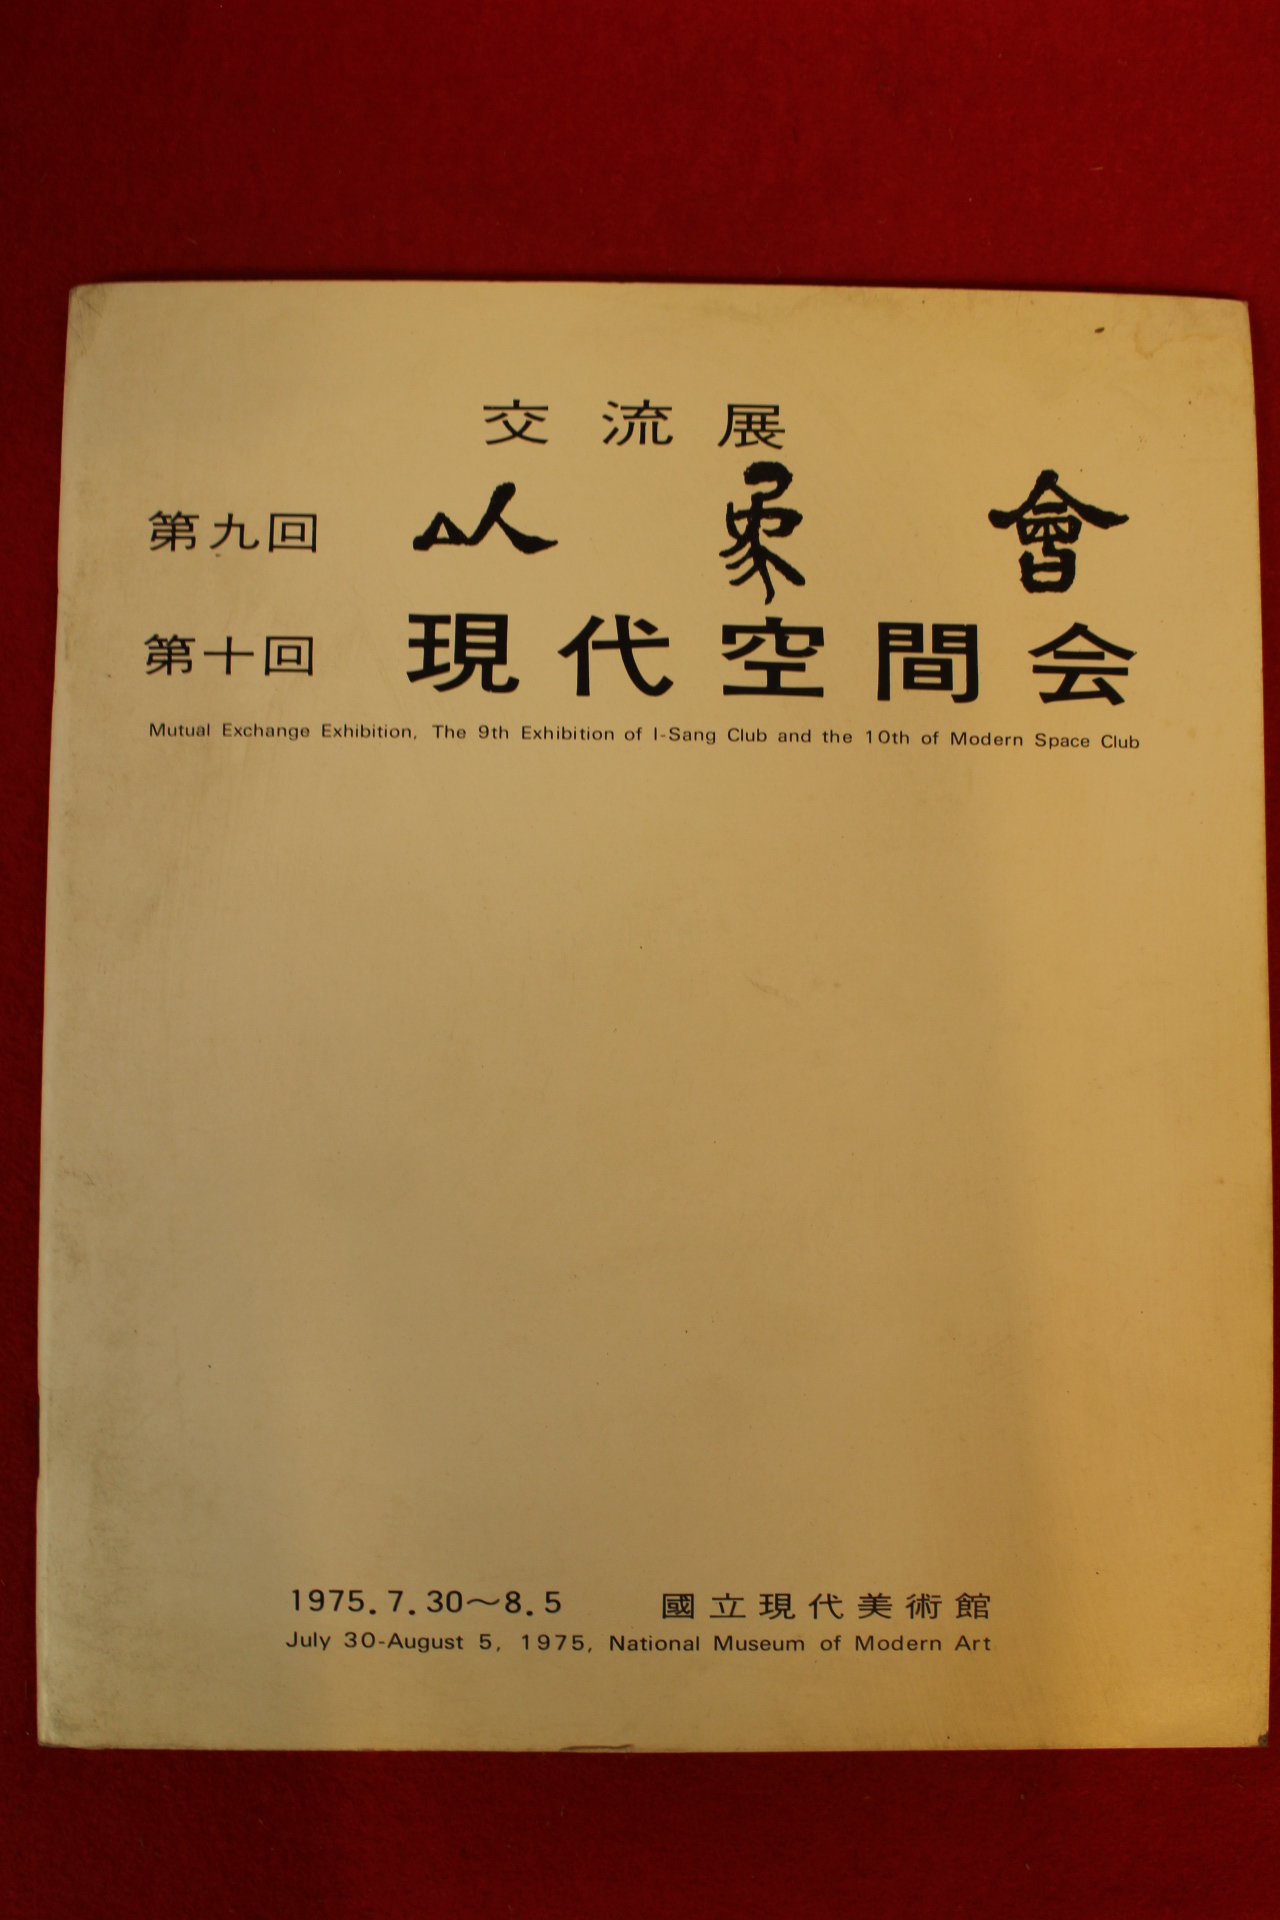 交流展
第九回 以象會
第十回 現代空間会
Mutual Exchange Exhibition, The 9th Exhibition of I-Sang Club and the 10th of Modern Space Club
1975.7.30～8.5 國立現代美術館
July 30-August 5, 1975, National Museum of Modern Art